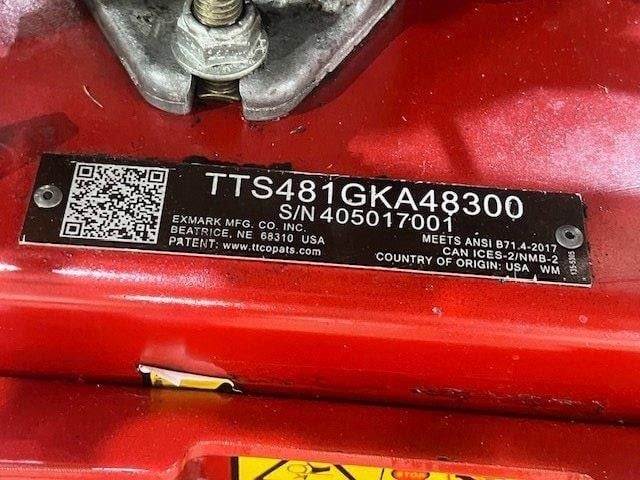 TTS481GKA48300
S/N 405017001
EXMARK MFG. CO. INC.
BEATRICE, NE 68310 USA
PATENT: www.ttcopats.com
MEETS ANSI B71.4-2017
CAN ICES-2/NMB-2
COUNTRY OF ORIGIN: USA WM